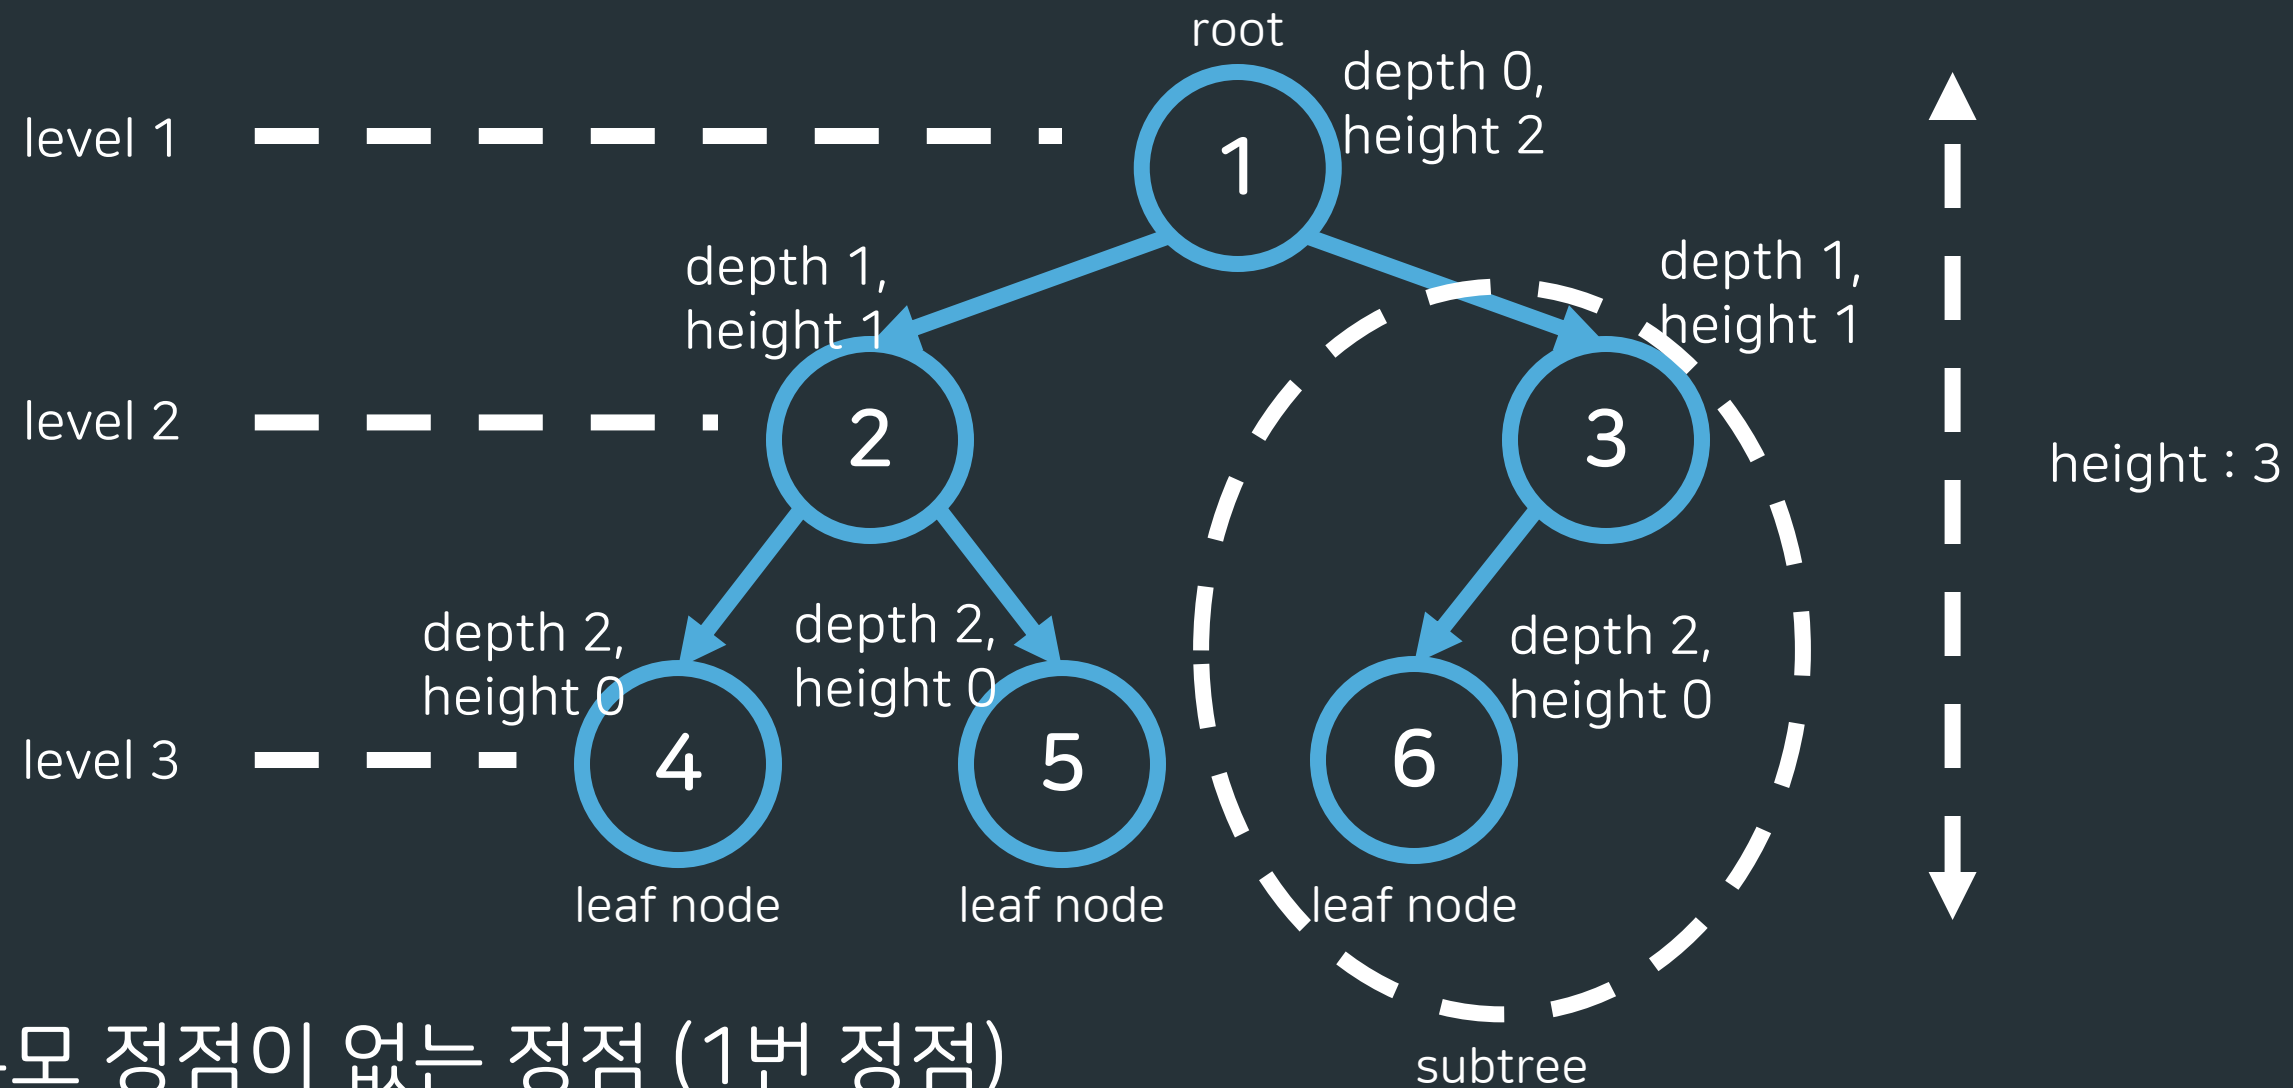 root
depth 0,
height 2
level 1
1
depth 1,
height 1
depth 1,
height 1
level 2
2
3
height : 3
depth 2,
height 0
depth 2,
height 0
depth 2,
height 0
level 3
4
5
6
leaf node
leaf node
leaf node
정점이 없는 정점 (1번 정점)
subtree